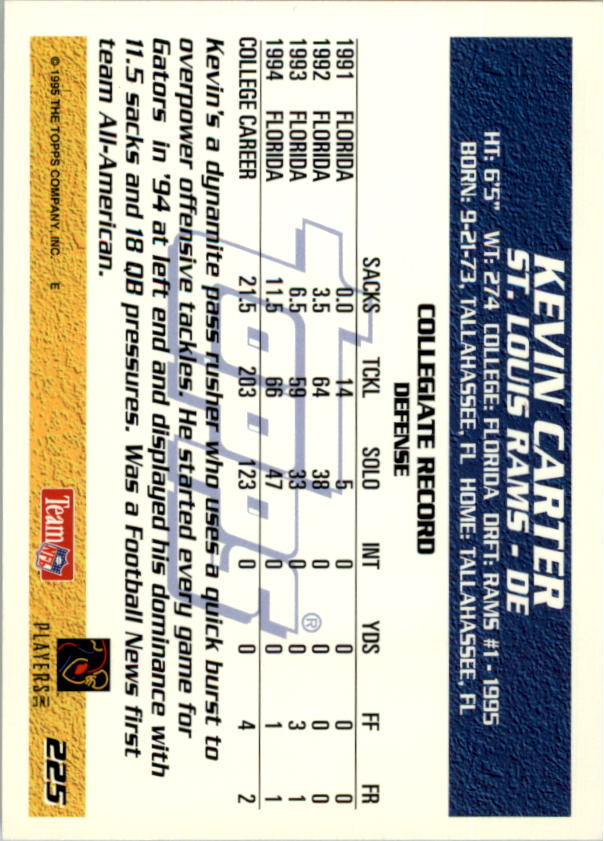 KEVIN CARTER
ST. LOUIS RAMS - DE
HT: 6'5" WT: 274 COLLEGE: FLORIDA DRFT: RAMS #1 - 1995
BORN: 9-21-73, TALLAHASSEE, FL HOME: TALLAHASSEE, FL
COLLEGIATE RECORD
DEFENSE
SACKS TCKL SOLO INT YDS FF FR
1991 FLORIDA 0.0 14 5 0 0 0 0
1992 FLORIDA 3.5 64 38 0 0 0 0
1993 FLORIDA 6.5 59 33 0 0 3 1
1994 FLORIDA 11.5 66 47 0 0 1 1
COLLEGE CAREER 21.5 203 123 0 0 4 2
Topps®
Kevin's a dynamite pass rusher who uses a quick burst to
overpower offensive tackles. He started every game for
Gators in '94 at left end and displayed his dominance with
11.5 sacks and 18 QB pressures. Was a Football News first
team All-American.
© 1995 THE TOPPS COMPANY, INC. E
Team NFL
PLAYERS INC
225